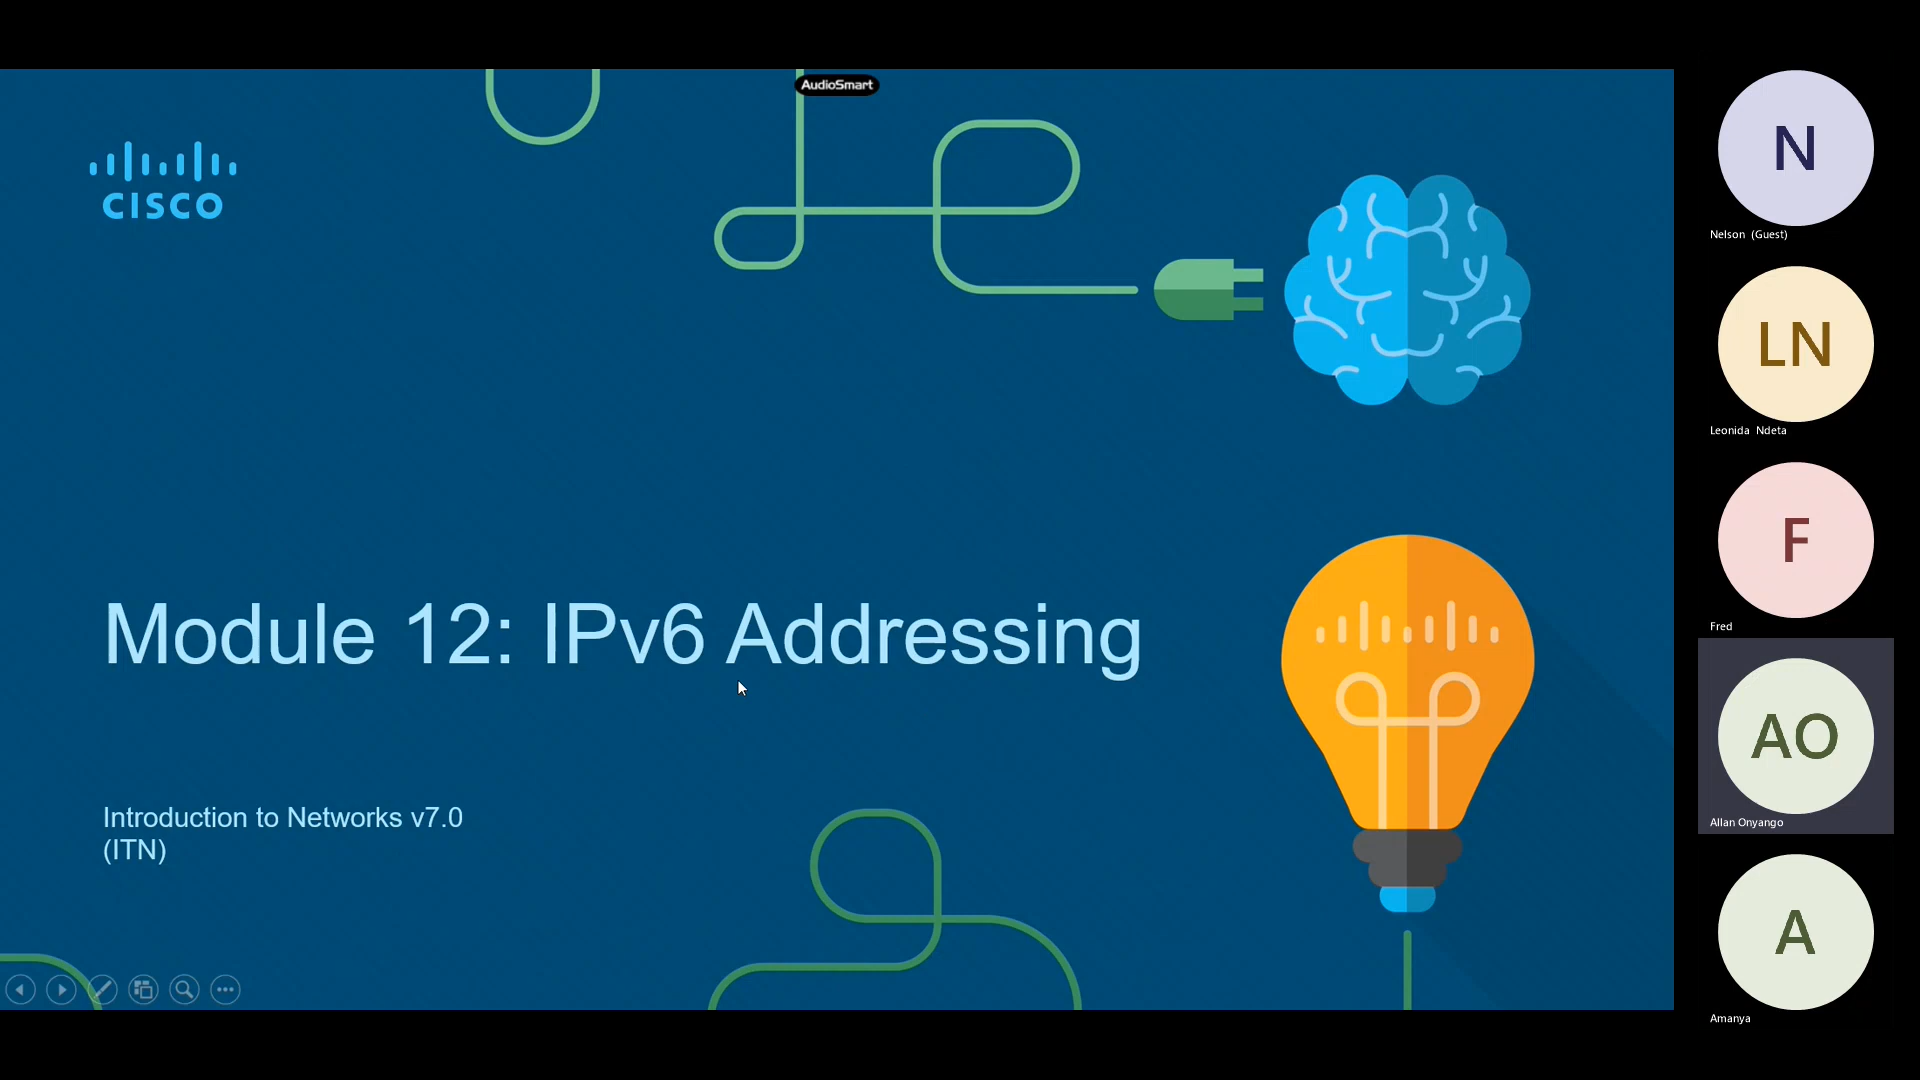 AudioSmart
CISCO
Module 12: IPv6 Addressing
Introduction to Networks v7.0
(ITN)
N
Nelson (Guest)
LN
Leonida Ndeta
F
Fred
AO
Allan Onyango
A
Amanya